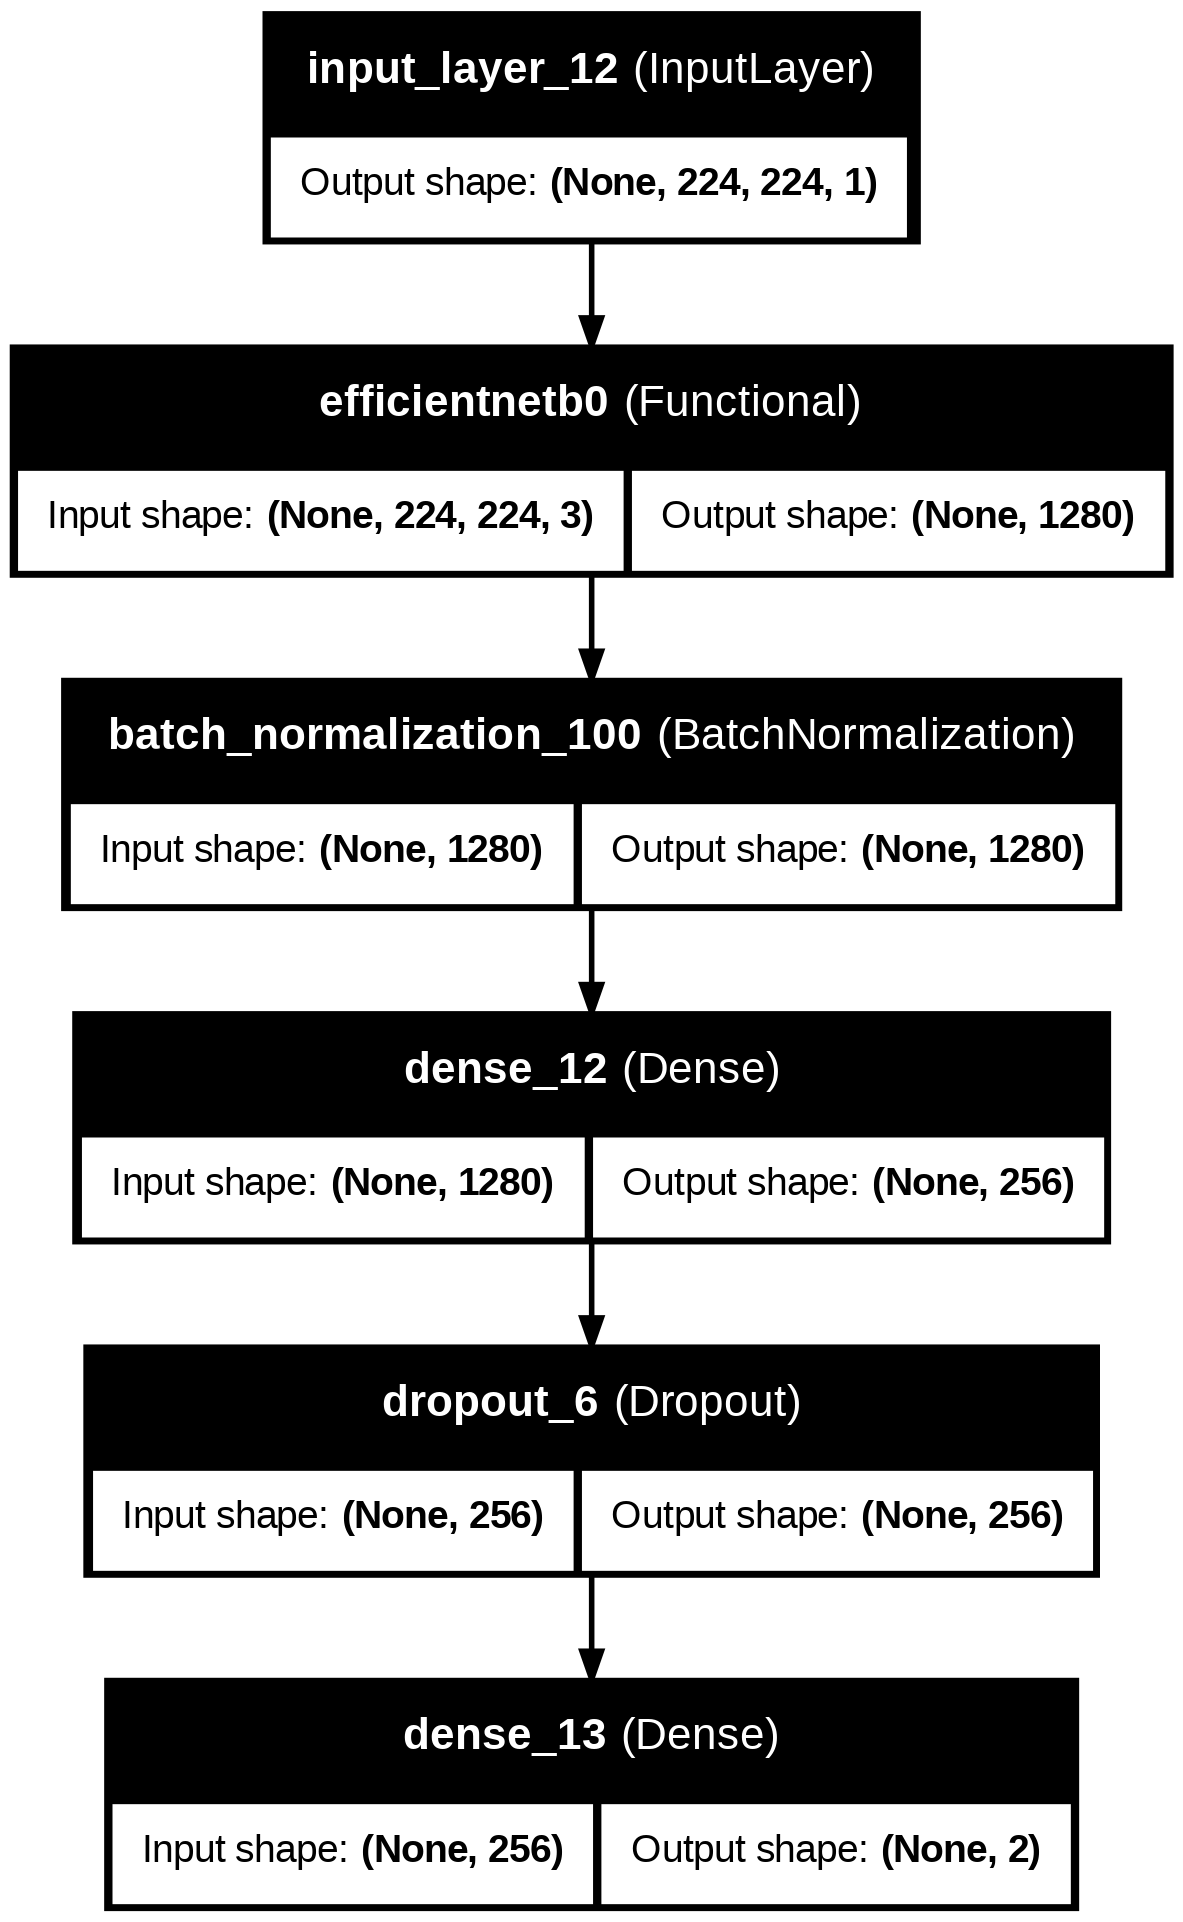 input_layer_12 (InputLayer)
Output shape: (None, 224, 224, 1)
efficientnetb0 (Functional)
Input shape: (None, 224, 224, 3) Output shape: (None, 1280)
batch_normalization_100 (BatchNormalization)
Input shape: (None, 1280) Output shape: (None, 1280)
dense_12 (Dense)
Input shape: (None, 1280) Output shape: (None, 256)
dropout_6 (Dropout)
Input shape: (None, 256) Output shape: (None, 256)
dense_13 (Dense)
Input shape: (None, 256) Output shape: (None, 2)